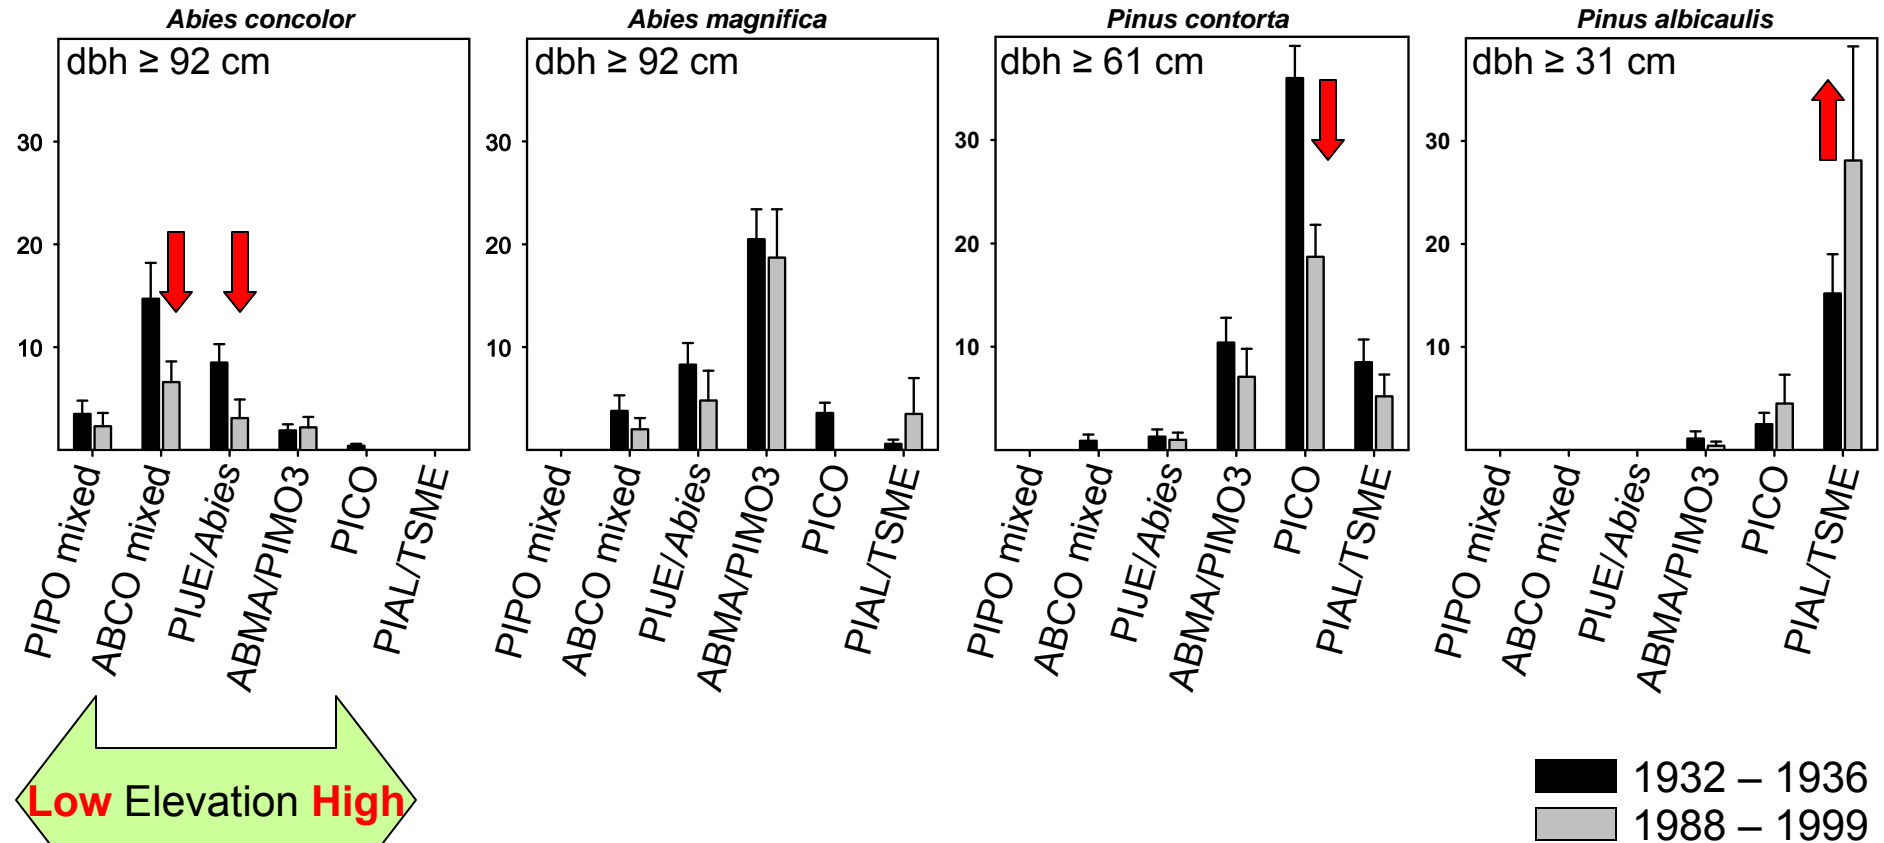 Abies concolor
dbh ≥ 92 cm
30
20
10
PIPO mixed
ABCO mixed
PIJE/Abies
ABMA/PIMO3
PICO
PIAL/TSME
Abies magnifica
dbh ≥ 92 cm
30
20
10
PIPO mixed
ABCO mixed
PIJE/Abies
ABMA/PIMO3
PICO
PIAL/TSME
Pinus contorta
dbh ≥ 61 cm
30
20
10
PIPO mixed
ABCO mixed
PIJE/Abies
ABMA/PIMO3
PICO
PIAL/TSME
Pinus albicaulis
dbh ≥ 31 cm
30
20
10
PIPO mixed
ABCO mixed
PIJE/Abies
ABMA/PIMO3
PICO
PIAL/TSME
Low Elevation High
1932 – 1936
1988 – 1999